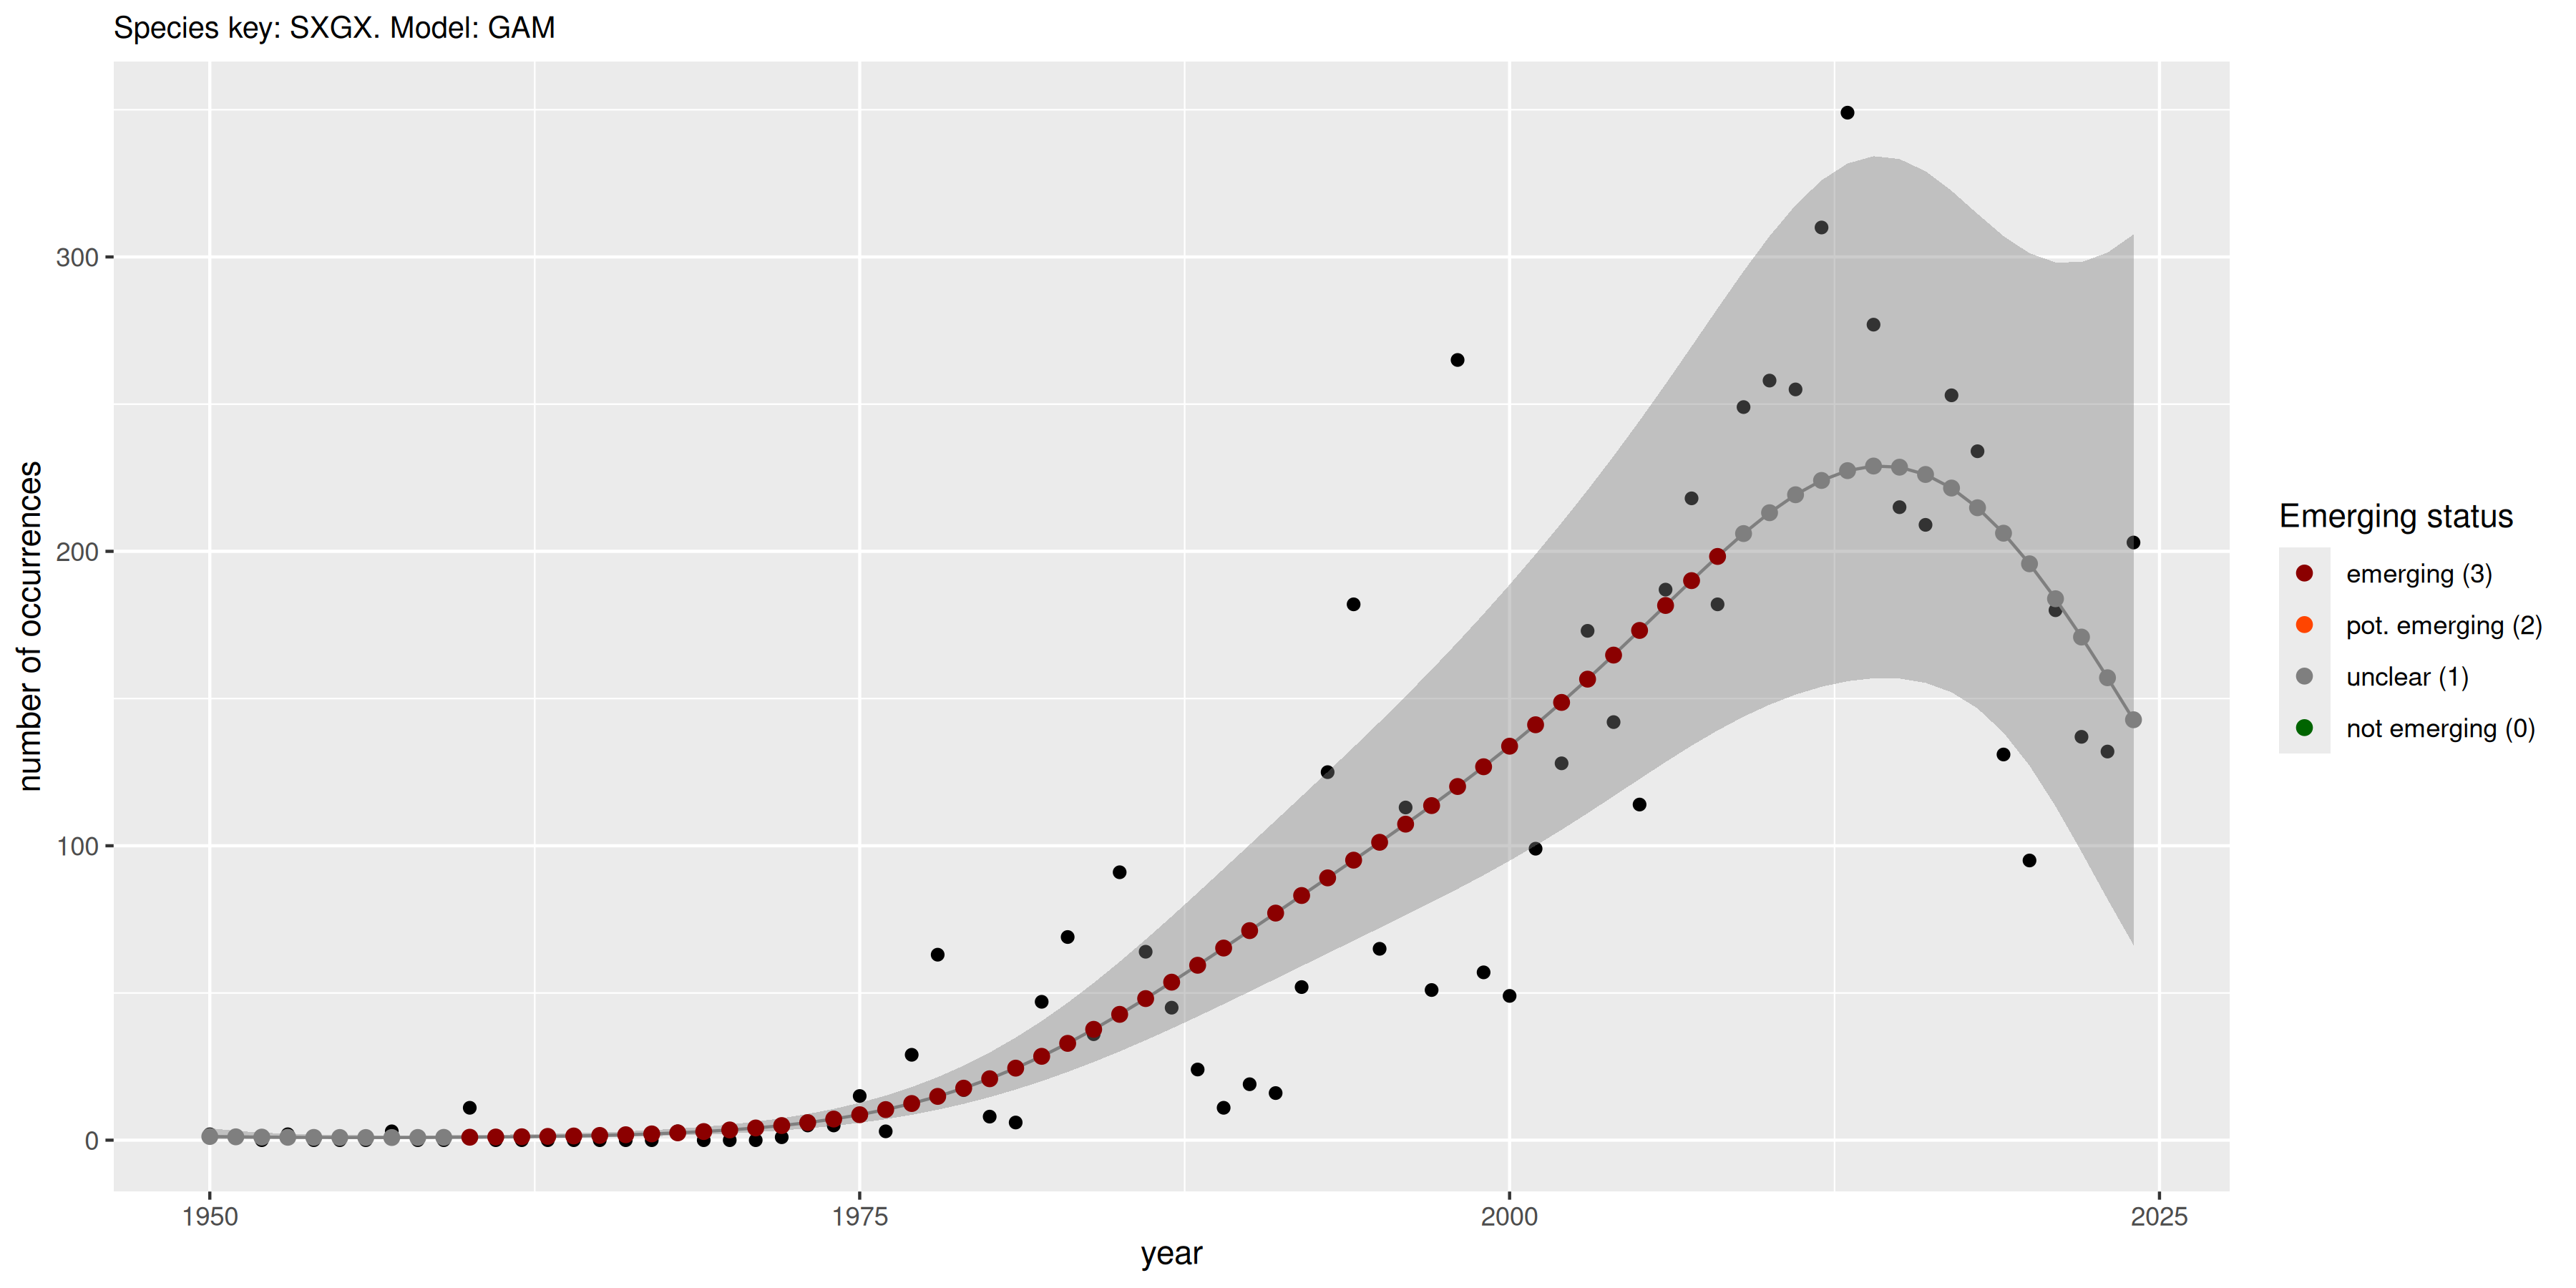 Species key: SXGX. Model: GAM
number of occurrences
300
200
100
0
1950
1975
2000
2025
year
Emerging status
emerging (3)
pot. emerging (2)
unclear (1)
not emerging (0)